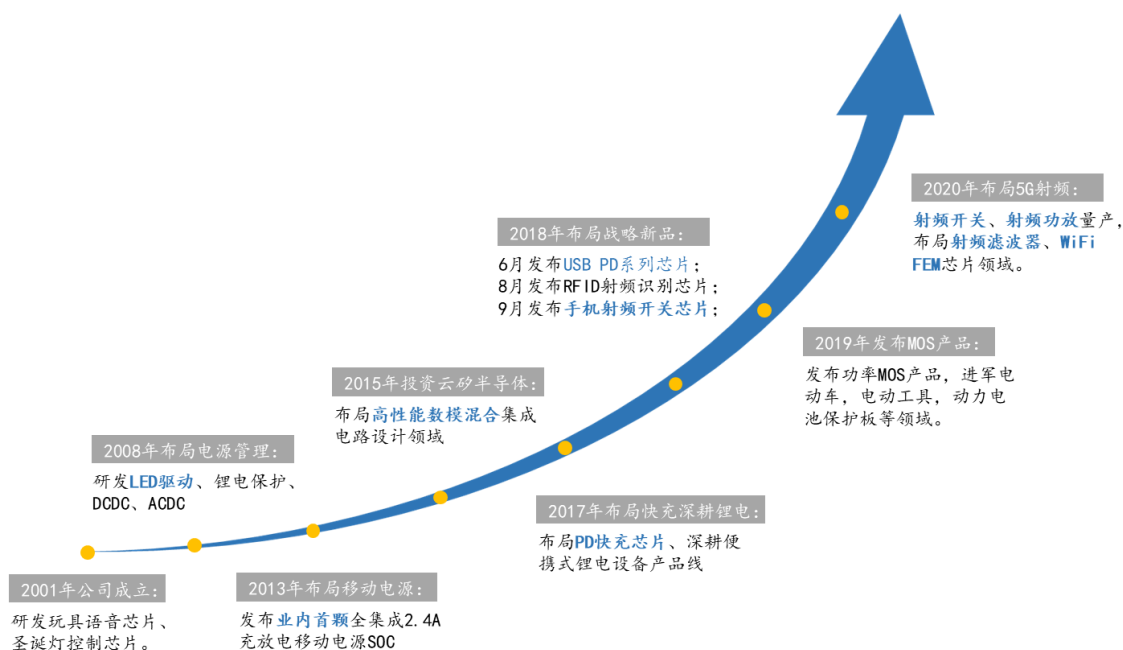 2001年公司成立：
研发玩具语音芯片、
圣诞灯控制芯片。
2008年布局电源管理：
研发LED驱动、锂电保护、
DCDC、ACDC
2013年布局移动电源：
发布业内首颗全集成2.4A
充放电移动电源SOC
2015年投资云矽半导体：
布局高性能数模混合集成
电路设计领域
2017年布局快充深耕锂电：
布局PD快充芯片、深耕便
携式锂电设备产品线
2018年布局战略新品：
6月发布USB PD系列芯片；
8月发布RFID射频识别芯片；
9月发布手机射频开关芯片；
2019年发布MOS产品：
发布功率MOS产品，进军电
动车，电动工具，动力电
池保护板等领域。
2020年布局5G射频：
射频开关、射频功放量产，
布局射频滤波器、WiFi
FEM芯片领域。